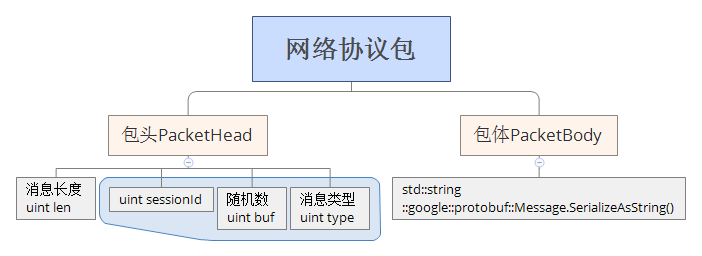 网络协议包
包头PacketHead
包体PacketBody
消息长度
uint len
uint sessionId
随机数
uint buf
消息类型
uint type
std::string
::google::protobuf::Message.SerializeAsString()